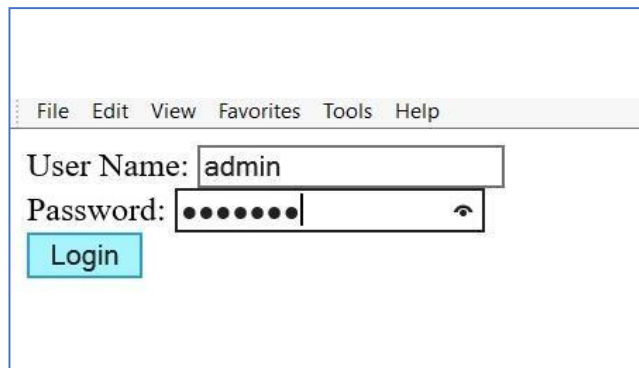 File Edit View Favorites Tools Help
User Name: admin
Password: •••••••
Login